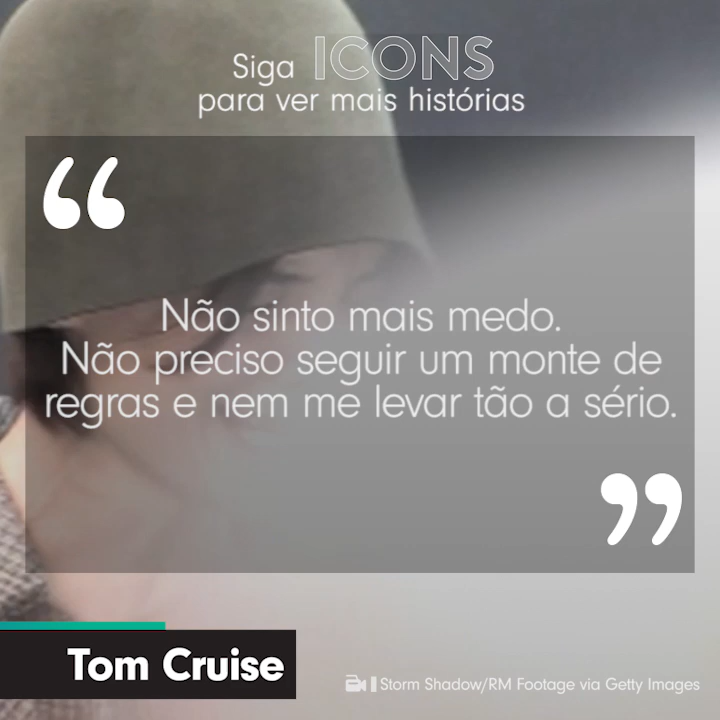 Siga ICONS
para ver mais histórias
“
Não sinto mais medo.
Não preciso seguir um monte de
regras e nem me levar tão a sério.
”
Tom Cruise
Storm Shadow/RM Footage via Getty Images